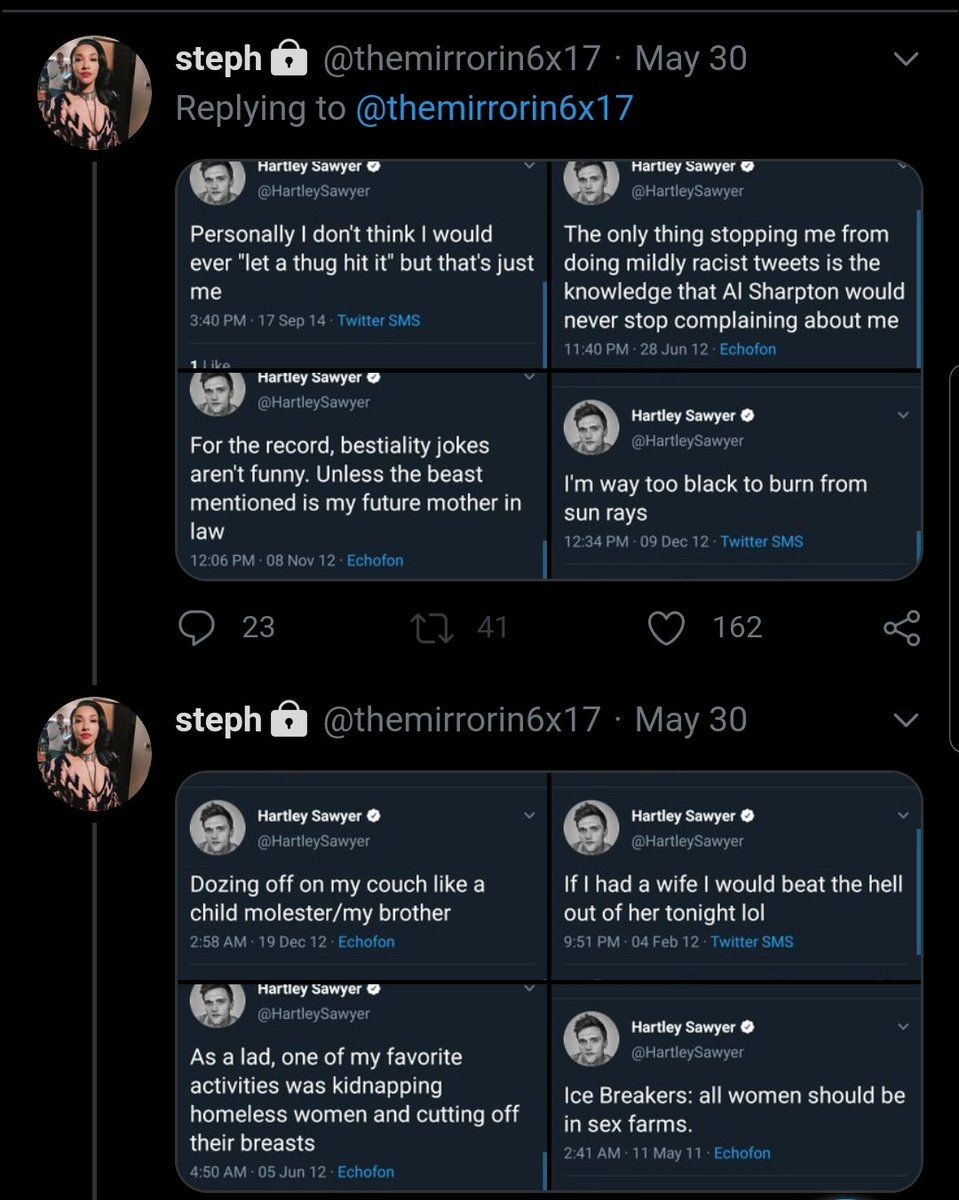 steph @themirrorin6x17 · May 30
Replying to @themirrorin6x17
Hartley Sawyer
@HartleySawyer
Personally I don't think I would
ever "let a thug hit it" but that's just
me
3:40 PM · 17 Sep 14 · Twitter SMS
1 Like
Hartley Sawyer
@HartleySawyer
The only thing stopping me from
doing mildly racist tweets is the
knowledge that Al Sharpton would
never stop complaining about me
11:40 PM · 28 Jun 12 · Echofon
Hartley Sawyer
@HartleySawyer
For the record, bestiality jokes
aren't funny. Unless the beast
mentioned is my future mother in
law
12:06 PM · 08 Nov 12 · Echofon
Hartley Sawyer
@HartleySawyer
I'm way too black to burn from
sun rays
12:34 PM · 09 Dec 12 · Twitter SMS
23 41 162
steph @themirrorin6x17 · May 30
Hartley Sawyer
@HartleySawyer
Dozing off on my couch like a
child molester/my brother
2:58 AM · 19 Dec 12 · Echofon
Hartley Sawyer
@HartleySawyer
If I had a wife I would beat the hell
out of her tonight lol
9:51 PM · 04 Feb 12 · Twitter SMS
Hartley Sawyer
@HartleySawyer
As a lad, one of my favorite
activities was kidnapping
homeless women and cutting off
their breasts
4:50 AM · 05 Jun 12 · Echofon
Hartley Sawyer
@HartleySawyer
Ice Breakers: all women should be
in sex farms.
2:41 AM · 11 May 11 · Echofon